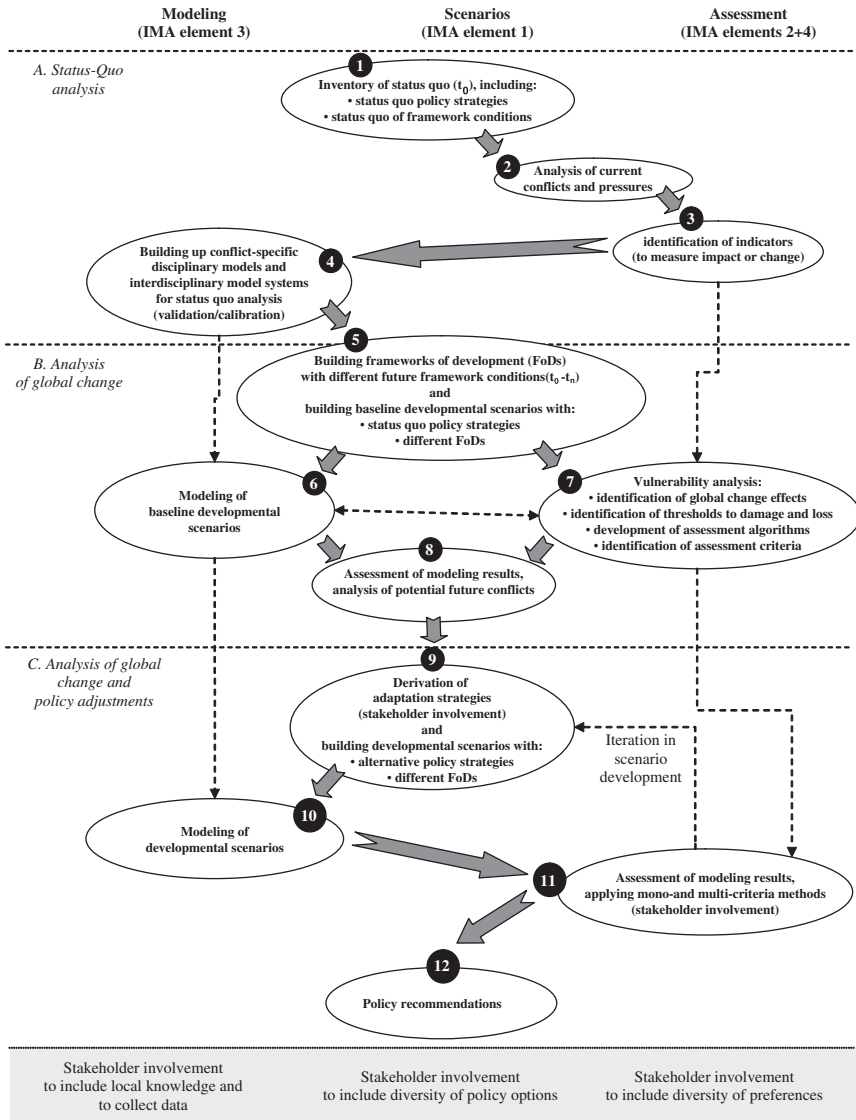 Modeling
(IMA element 3)
Scenarios
(IMA element 1)
Assessment
(IMA elements 2+4)
A. Status-Quo
analysis
1
Inventory of status quo (t0), including:
• status quo policy strategies
• status quo of framework conditions
2
Analysis of current
conflicts and pressures
3
identification of indicators
(to measure impact or change)
4
Building up conflict-specific
disciplinary models and
interdisciplinary model systems
for status quo analysis
(validation/calibration)
B. Analysis
of global change
5
Building frameworks of development (FoDs)
with different future framework conditions(t0 -tn)
and
building baseline developmental scenarios with:
• status quo policy strategies
• different FoDs
6
Modeling of
baseline developmental
scenarios
7
Vulnerability analysis:
• identification of global change effects
• identification of thresholds to damage and loss
• development of assessment algorithms
• identification of assessment criteria
8
Assessment of modeling results,
analysis of potential future conflicts
C. Analysis of global
change and
policy adjustments
9
Derivation of
adaptation strategies
(stakeholder involvement)
and
building developmental scenarios with:
• alternative policy strategies
• different FoDs
Iteration in
scenario
development
10
Modeling of
developmental scenarios
11
Assessment of modeling results,
applying mono-and multi-criteria methods
(stakeholder involvement)
12
Policy recommendations
Stakeholder involvement
to include local knowledge and
to collect data
Stakeholder involvement
to include diversity of policy options
Stakeholder involvement
to include diversity of preferences